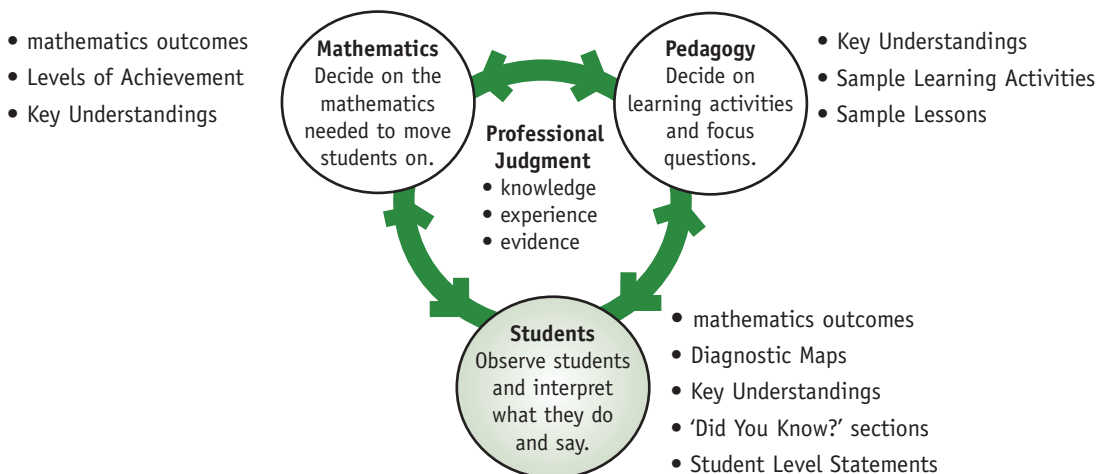 • mathematics outcomes
• Levels of Achievement
• Key Understandings
Mathematics
Decide on the
mathematics
needed to move
students on.
Pedagogy
Decide on
learning activities
and focus
questions.
• Key Understandings
• Sample Learning Activities
• Sample Lessons
Professional
Judgment
• knowledge
• experience
• evidence
Students
Observe students
and interpret
what they do
and say.
• mathematics outcomes
• Diagnostic Maps
• Key Understandings
• ‘Did You Know?’ sections
• Student Level Statements